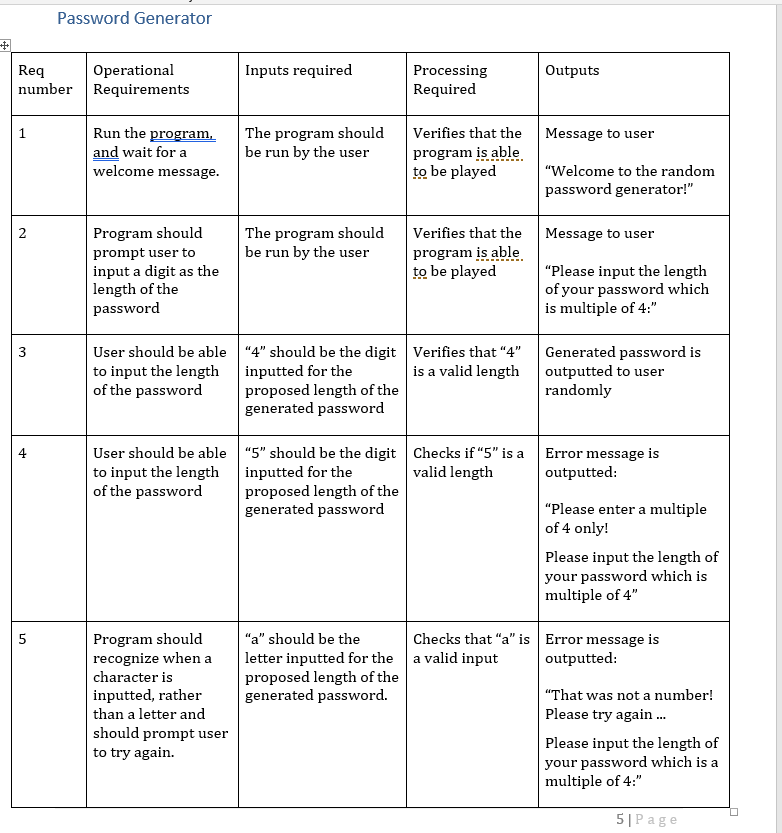 Password Generator
Req
number
Operational
Requirements
Inputs required
Processing
Required
Outputs
1
Run the program,
and wait for a
welcome message.
The program should
be run by the user
Verifies that the
program is able
to be played
Message to user
“Welcome to the random
password generator!”
2
Program should
prompt user to
input a digit as the
length of the
password
The program should
be run by the user
Verifies that the
program is able
to be played
Message to user
“Please input the length
of your password which
is multiple of 4:”
3
User should be able
to input the length
of the password
“4” should be the digit
inputted for the
proposed length of the
generated password
Verifies that “4”
is a valid length
Generated password is
outputted to user
randomly
4
User should be able
to input the length
of the password
“5” should be the digit
inputted for the
proposed length of the
generated password
Checks if “5” is a
valid length
Error message is
outputted:
“Please enter a multiple
of 4 only!
Please input the length of
your password which is
multiple of 4”
5
Program should
recognize when a
character is
inputted, rather
than a letter and
should prompt user
to try again.
“a” should be the
letter inputted for the
proposed length of the
generated password.
Checks that “a” is
a valid input
Error message is
outputted:
“That was not a number!
Please try again ...
Please input the length of
your password which is a
multiple of 4:”
5 | Page